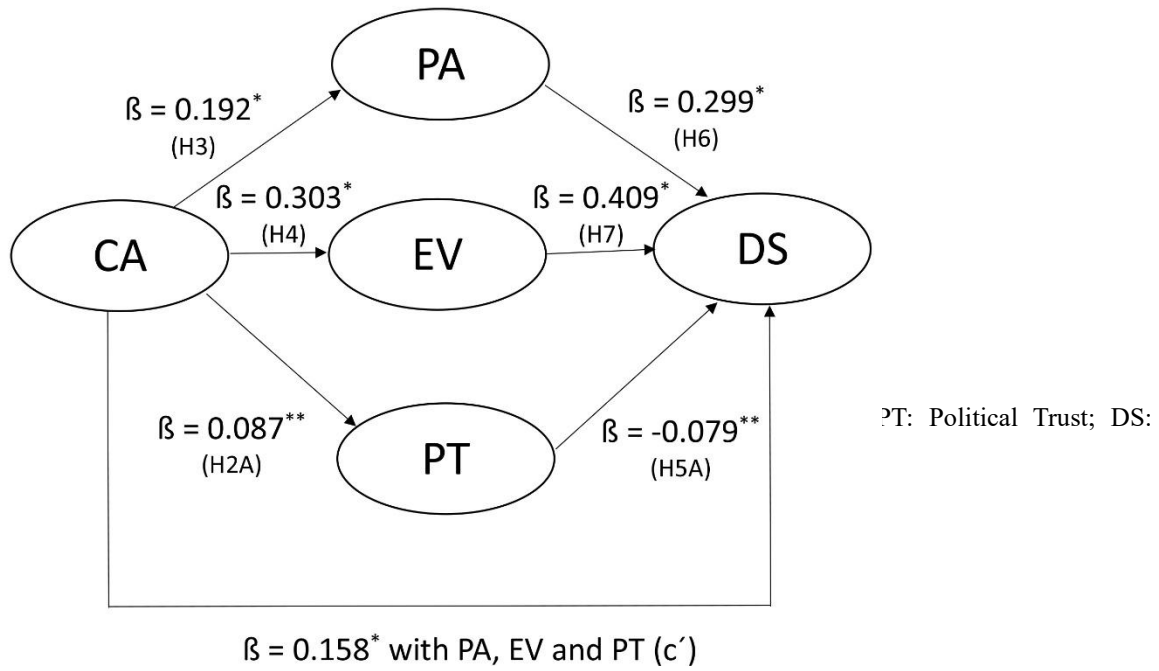 PA
ß = 0.192*
(H3)
ß = 0.299*
(H6)
ß = 0.303*
(H4)
ß = 0.409*
(H7)
CA
EV
DS
ß = 0.087**
(H2A)
PT
ß = -0.079**
(H5A)
PT: Political Trust; DS:
ß = 0.158* with PA, EV and PT (c´)